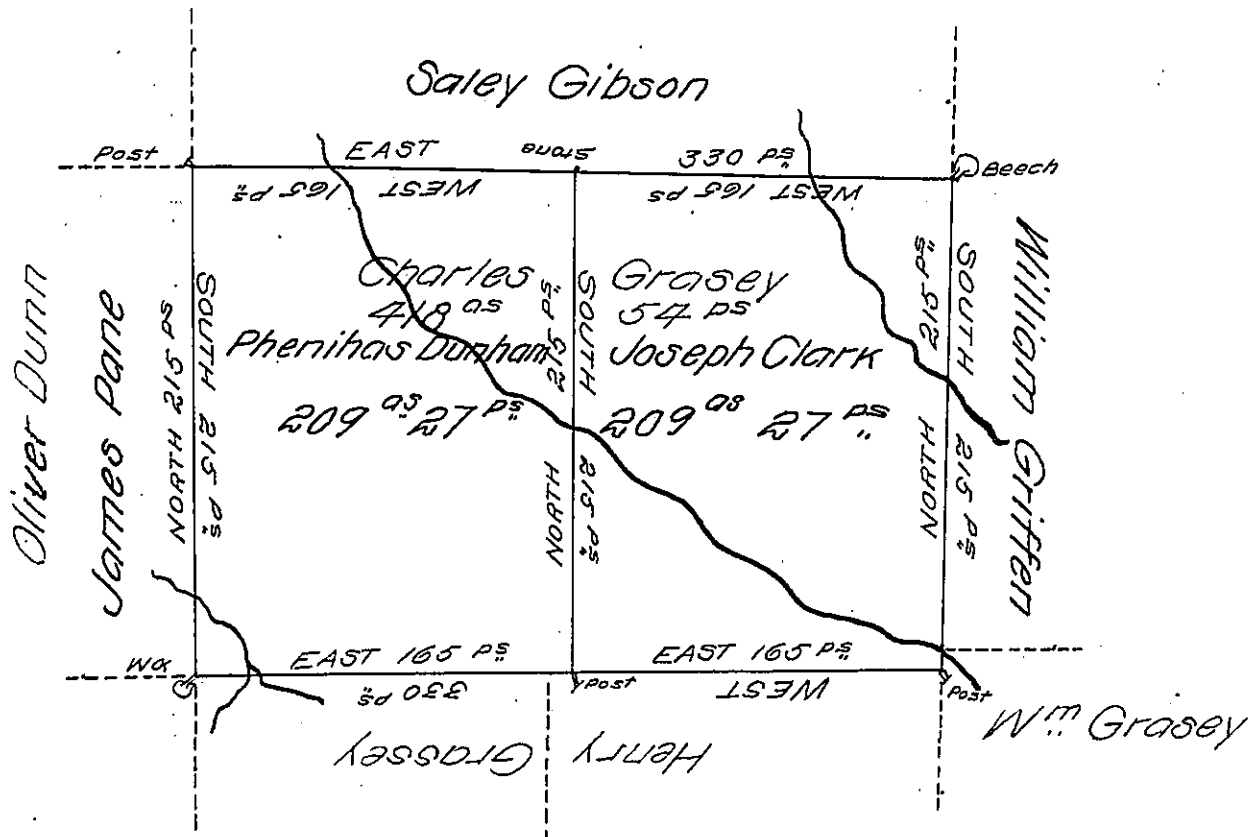 Saley Gibson
Post
EAST
Stone
330 Ps
Beech
WEST 165 Ps
WEST 165 Ps
Oliver Dunn
James Pane
NORTH 215 Ps
SOUTH 215 Ps
Charles Grasey
418 as 54 Ps
Phenihas Dunham
Joseph Clark
209 as 27 Ps
209 as 27 Ps
NORTH 215 Ps
SOUTH 215 Ps
NORTH 215 Ps
SOUTH 215 Ps
William Griffen
Wα
EAST 165 Ps
330 Ps
Post
EAST 165 Ps
WEST
Post
Wm Grasey
Henry Grassey